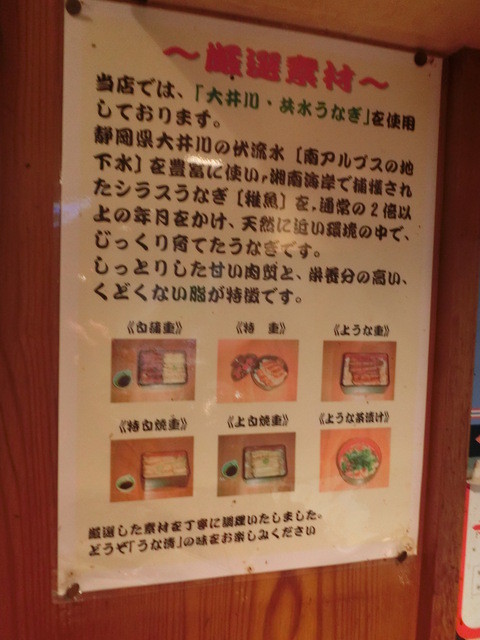 ～厳選素材～
当店では、「大井川・共水うなぎ」を使用
しております。
静岡県大井川の伏流水〔南アルプスの地
下水〕を豊富に使い、湘南海岸で捕獲され
たシラスうなぎ〔稚魚〕を、通常の2倍以
上の年月をかけ、天然に近い環境の中で、
じっくり育てたうなぎです。
しっとりした甘い肉質と、栄養分の高い、
くどくない脂が特徴です。
《白蒲重》 《特 重》 《ような重》
《特白焼重》 《上白焼重》 《ような茶漬け》
厳選した素材を丁寧に調理いたしました。
どうぞ「うな清」の味をお楽しみください